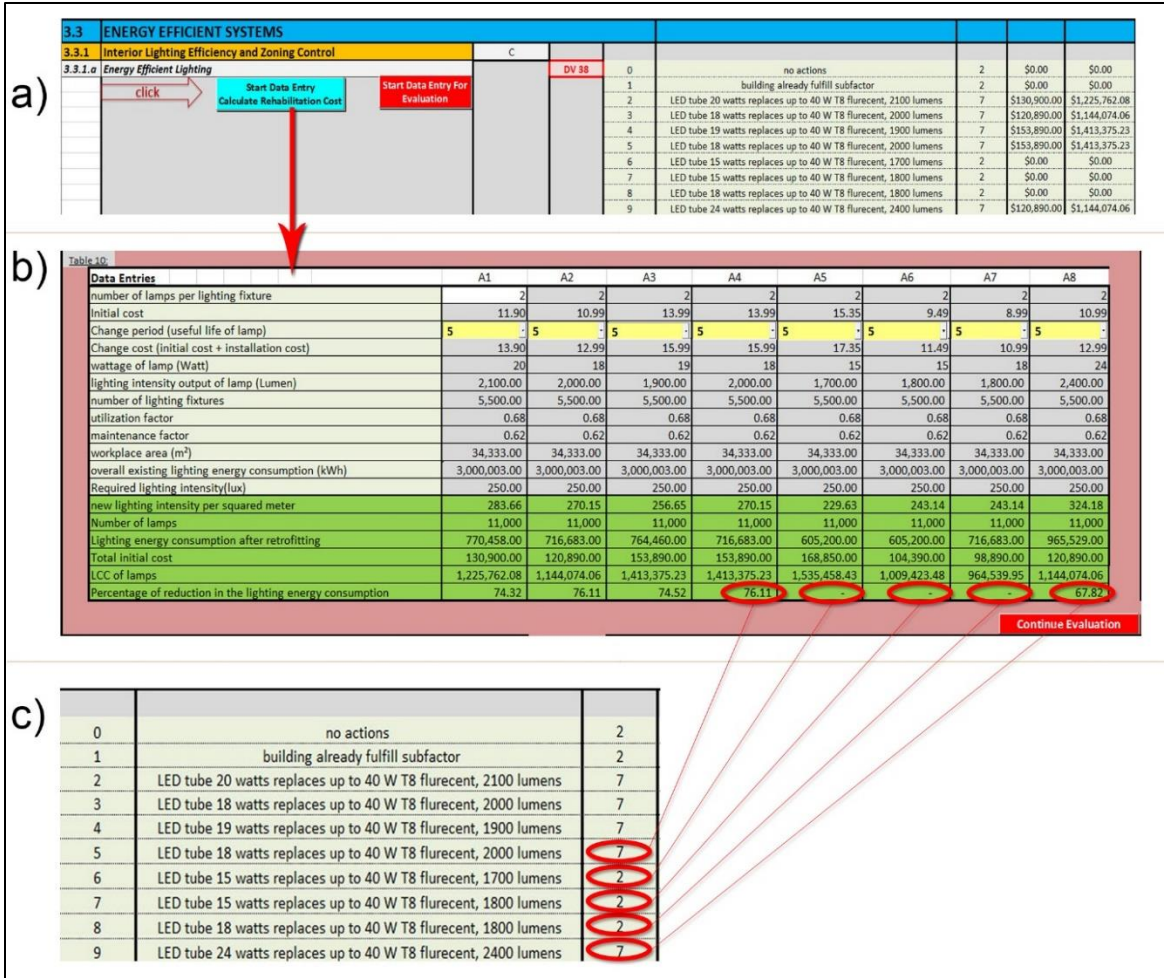 a)
3.3 ENERGY EFFICIENT SYSTEMS
3.3.1 Interior Lighting Efficiency and Zoning Control C
3.3.1.a Energy Efficient Lighting DV 38 0 no actions 2 $0.00 $0.00
click Start Data Entry Calculate Rehabilitation Cost Start Data Entry For Evaluation
1 building already fulfill subfactor 2 $0.00 $0.00
2 LED tube 20 watts replaces up to 40 W T8 flurecent, 2100 lumens 7 $130,900.00 $1,225,762.08
3 LED tube 18 watts replaces up to 40 W T8 flurecent, 2000 lumens 7 $120,890.00 $1,144,074.06
4 LED tube 19 watts replaces up to 40 W T8 flurecent, 1900 lumens 7 $153,890.00 $1,413,375.23
5 LED tube 18 watts replaces up to 40 W T8 flurecent, 2000 lumens 7 $153,890.00 $1,413,375.23
6 LED tube 15 watts replaces up to 40 W T8 flurecent, 1700 lumens 2 $0.00 $0.00
7 LED tube 15 watts replaces up to 40 W T8 flurecent, 1800 lumens 2 $0.00 $0.00
8 LED tube 18 watts replaces up to 40 W T8 flurecent, 1800 lumens 2 $0.00 $0.00
9 LED tube 24 watts replaces up to 40 W T8 flurecent, 2400 lumens 7 $120,890.00 $1,144,074.06
b)
Table 10:
Data Entries A1 A2 A3 A4 A5 A6 A7 A8
number of lamps per lighting fixture 2 2 2 2 2 2 2 2
Initial cost 11.90 10.99 13.99 13.99 15.35 9.49 8.99 10.99
Change period (useful life of lamp) 5 5 5 5 5 5 5 5
Change cost (initial cost + installation cost) 13.90 12.99 15.99 15.99 17.35 11.49 10.99 12.99
wattage of lamp (Watt) 20 18 19 18 15 15 18 24
lighting intensity output of lamp (Lumen) 2,100.00 2,000.00 1,900.00 2,000.00 1,700.00 1,800.00 1,800.00 2,400.00
number of lighting fixtures 5,500.00 5,500.00 5,500.00 5,500.00 5,500.00 5,500.00 5,500.00 5,500.00
utilization factor 0.68 0.68 0.68 0.68 0.68 0.68 0.68 0.68
maintenance factor 0.62 0.62 0.62 0.62 0.62 0.62 0.62 0.62
workplace area (m²) 34,333.00 34,333.00 34,333.00 34,333.00 34,333.00 34,333.00 34,333.00 34,333.00
overall existing lighting energy consumption (kWh) 3,000,003.00 3,000,003.00 3,000,003.00 3,000,003.00 3,000,003.00 3,000,003.00 3,000,003.00 3,000,003.00
Required lighting intensity(lux) 250.00 250.00 250.00 250.00 250.00 250.00 250.00 250.00
new lighting intensity per squared meter 283.66 270.15 256.65 270.15 229.63 243.14 243.14 324.18
Number of lamps 11,000 11,000 11,000 11,000 11,000 11,000 11,000 11,000
Lighting energy consumption after retrofitting 770,458.00 716,683.00 764,460.00 716,683.00 605,200.00 605,200.00 716,683.00 965,529.00
Total initial cost 130,900.00 120,890.00 153,890.00 153,890.00 168,850.00 104,390.00 98,890.00 120,890.00
LCC of lamps 1,225,762.08 1,144,074.06 1,413,375.23 1,413,375.23 1,535,458.43 1,009,423.48 964,539.95 1,144,074.06
Percentage of reduction in the lighting energy consumption 74.32 76.11 74.52 76.11 - - - 67.82
Continue Evaluation
c)
0 no actions 2
1 building already fulfill subfactor 2
2 LED tube 20 watts replaces up to 40 W T8 flurecent, 2100 lumens 7
3 LED tube 18 watts replaces up to 40 W T8 flurecent, 2000 lumens 7
4 LED tube 19 watts replaces up to 40 W T8 flurecent, 1900 lumens 7
5 LED tube 18 watts replaces up to 40 W T8 flurecent, 2000 lumens 7
6 LED tube 15 watts replaces up to 40 W T8 flurecent, 1700 lumens 2
7 LED tube 15 watts replaces up to 40 W T8 flurecent, 1800 lumens 2
8 LED tube 18 watts replaces up to 40 W T8 flurecent, 1800 lumens 2
9 LED tube 24 watts replaces up to 40 W T8 flurecent, 2400 lumens 7